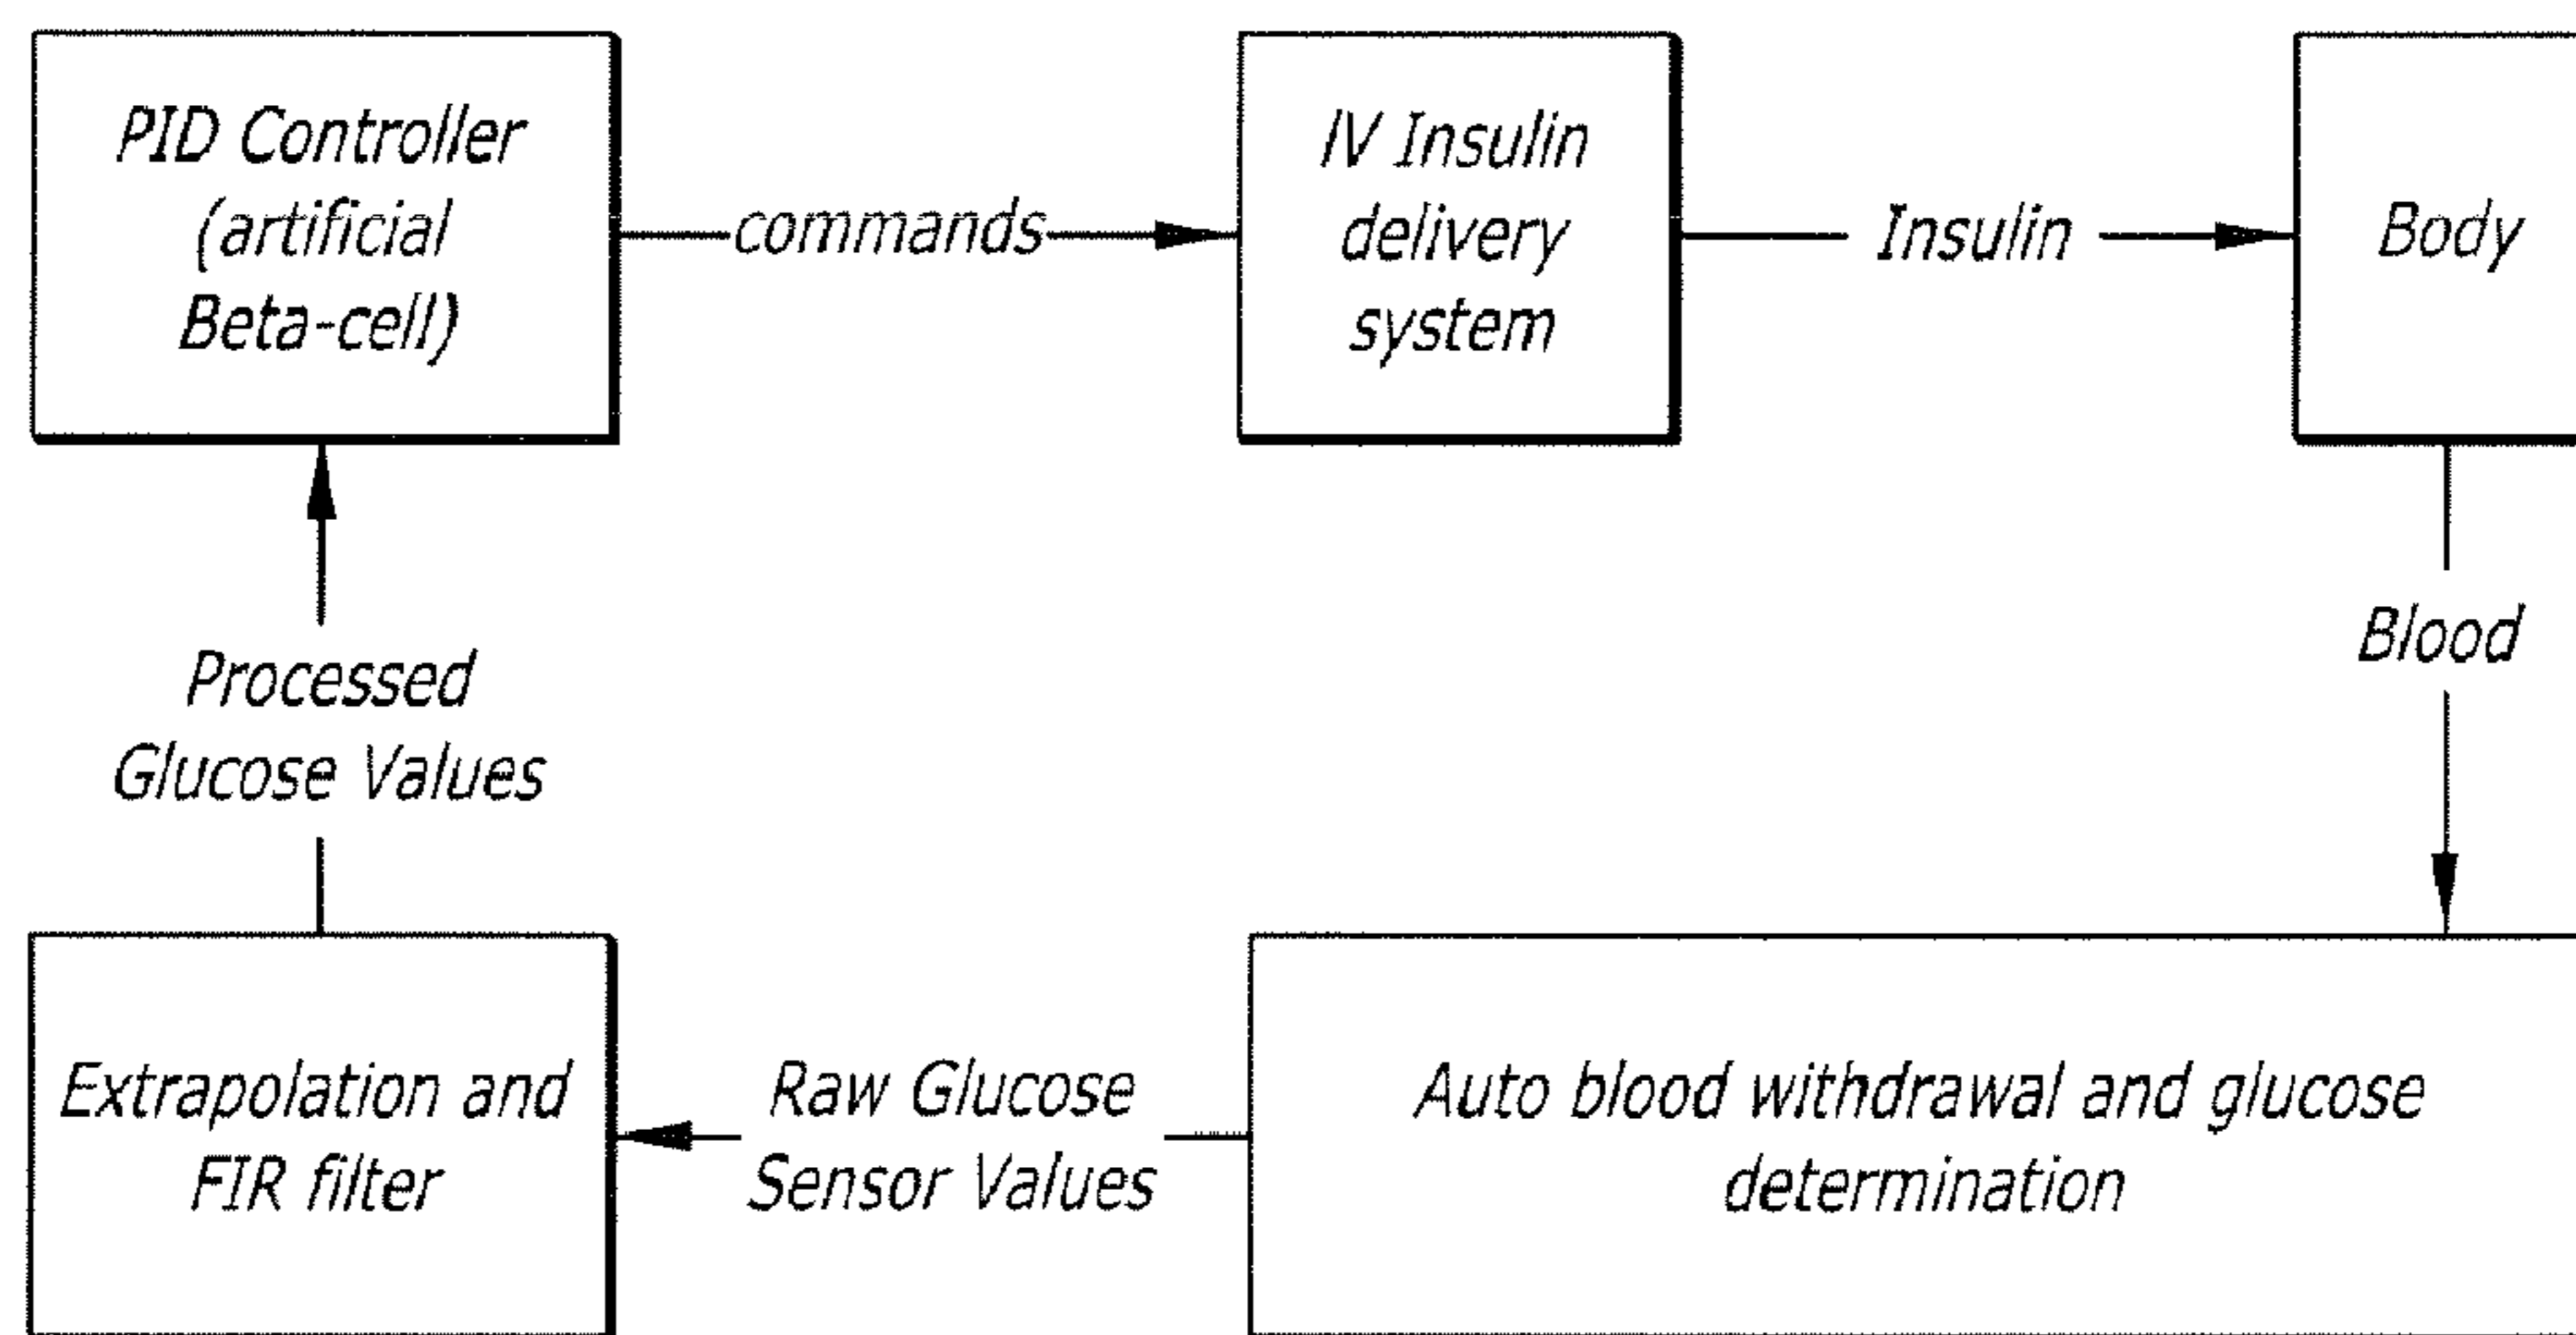 PID Controller
(artificial
Beta-cell)
commands
IV Insulin
delivery
system
Insulin
Body
Blood
Processed
Glucose Values
Extrapolation and
FIR filter
Raw Glucose
Sensor Values
Auto blood withdrawal and glucose
determination